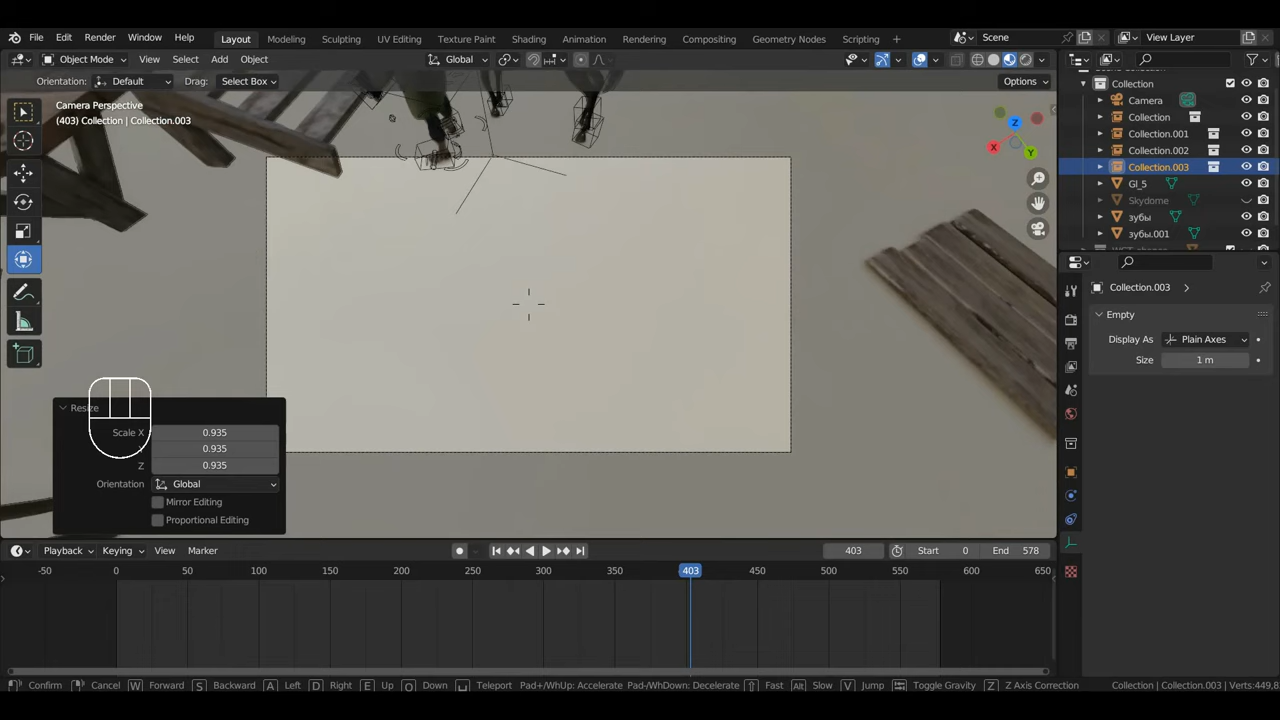 File Edit Render Window Help Layout Modeling Sculpting UV Editing Texture Paint Shading Animation Rendering Compositing Geometry Nodes Scripting + Scene View Layer
Object Mode View Select Add Object Global
Orientation: Default Drag: Select Box Options
Camera Perspective
(403) Collection | Collection.003
Z
X
Y
Collection
Camera
Collection
Collection.001
Collection.002
Collection.003
Gl_5
Skydome
зубы
зубы.001
Collection.003
Empty
Display As Plain Axes
Size 1 m
Resize
Scale X 0.935
0.935
Z 0.935
Orientation Global
Mirror Editing
Proportional Editing
Playback Keying View Marker 403 Start 0 End 578
-50 0 50 100 150 200 250 300 350 403 450 500 550 600 650
Confirm Cancel W Forward S Backward A Left D Right E Up Q Down Teleport Pad+/WhUp: Accelerate Pad-/WhDown: Decelerate Fast Alt Slow V Jump Toggle Gravity Z Z Axis Correction Collection | Collection.003 | Verts:449,8